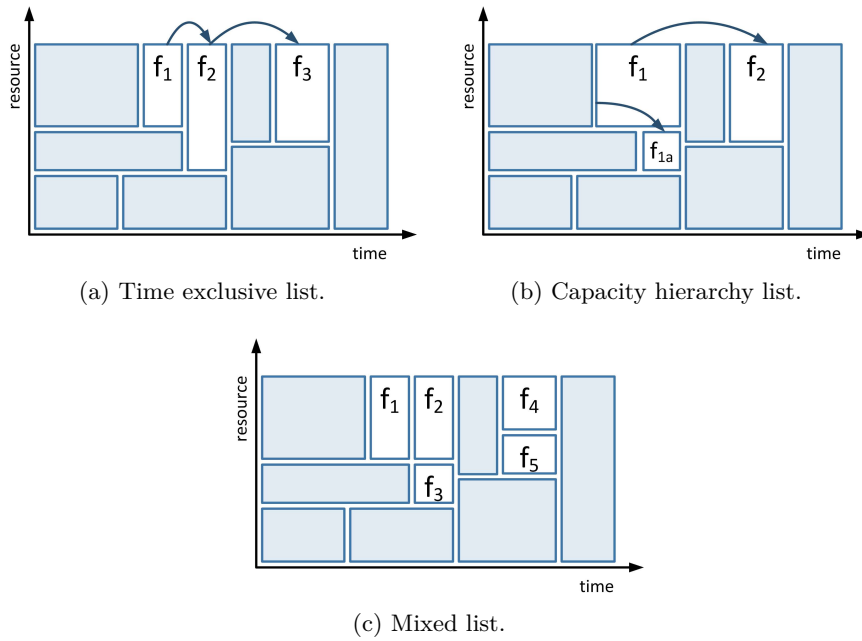 resource
f1
f2
f3
time
(a) Time exclusive list.
resource
f1
f2
f1a
time
(b) Capacity hierarchy list.
resource
f1
f2
f4
f3
f5
time
(c) Mixed list.